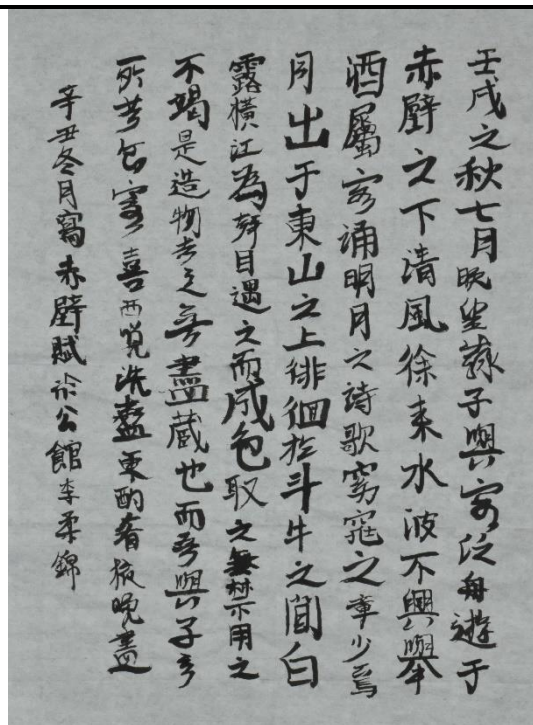 壬戌之秋七月既望蘇子與客泛舟遊于
赤壁之下清風徐來水波不興舉
酒屬客誦明月之詩歌窈窕之章少焉
月出于東山之上徘徊於斗牛之間白
露橫江為聲目遇之而成色取之無禁不用之
不竭是造物者之無盡藏也而吾與子
所共食客喜而笑洗盞更酌肴核既盡
辛丑冬月寫赤壁賦於公館李柔錦